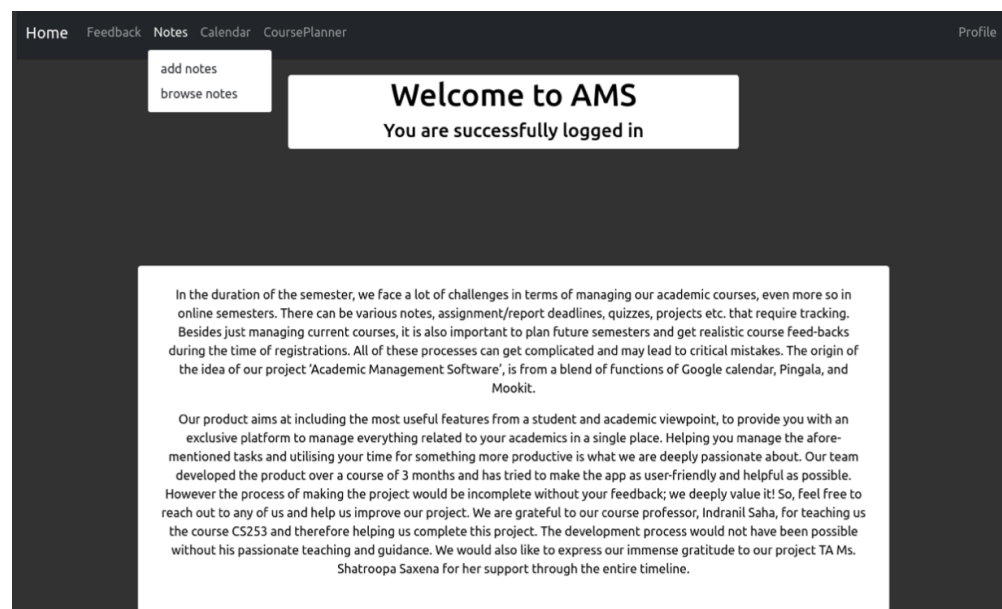 Home Feedback Notes Calendar CoursePlanner Profile
add notes
browse notes
Welcome to AMS
You are successfully logged in
In the duration of the semester, we face a lot of challenges in terms of managing our academic courses, even more so in
online semesters. There can be various notes, assignment/report deadlines, quizzes, projects etc. that require tracking.
Besides just managing current courses, it is also important to plan future semesters and get realistic course feed-backs
during the time of registrations. All of these processes can get complicated and may lead to critical mistakes. The origin of
the idea of our project ‘Academic Management Software’, is from a blend of functions of Google calendar, Pingala, and
Mookit.
Our product aims at including the most useful features from a student and academic viewpoint, to provide you with an
exclusive platform to manage everything related to your academics in a single place. Helping you manage the afore-
mentioned tasks and utilising your time for something more productive is what we are deeply passionate about. Our team
developed the product over a course of 3 months and has tried to make the app as user-friendly and helpful as possible.
However the process of making the project would be incomplete without your feedback; we deeply value it! So, feel free to
reach out to any of us and help us improve our project. We are grateful to our course professor, Indranil Saha, for teaching us
the course CS253 and therefore helping us complete this project. The development process would not have been possible
without his passionate teaching and guidance. We would also like to express our immense gratitude to our project TA Ms.
Shatroopa Saxena for her support through the entire timeline.